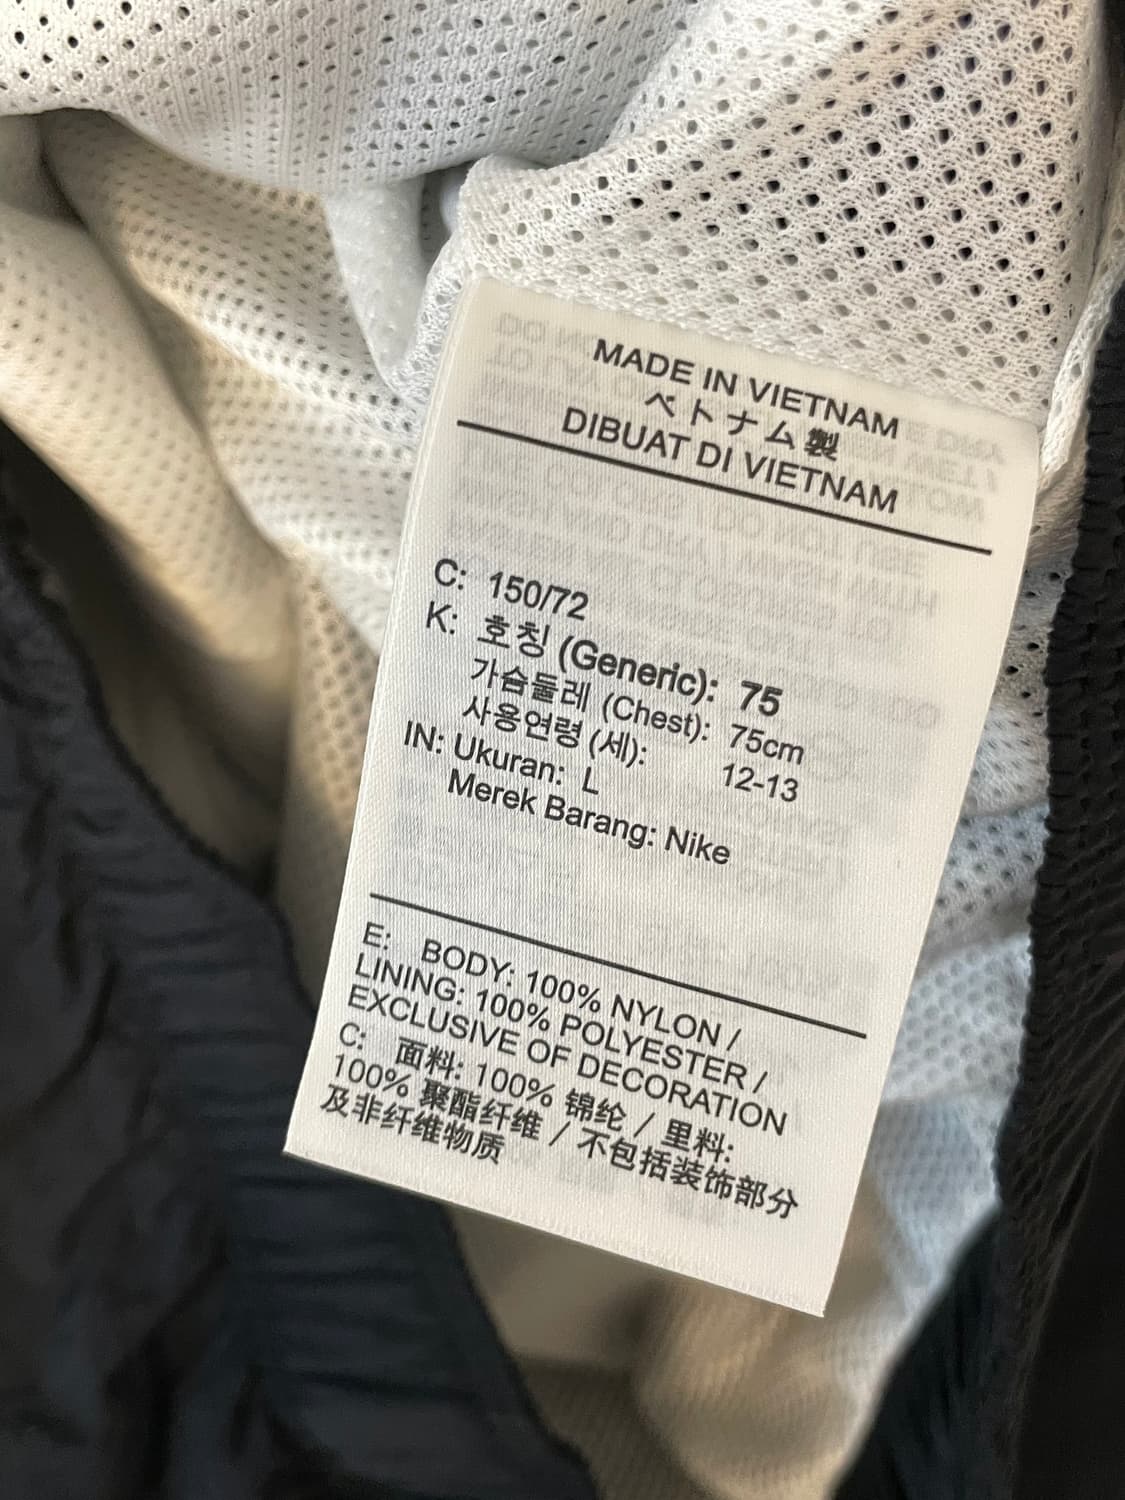 MADE IN VIETNAM
ベトナム製
DIBUAT DI VIETNAM
C: 150/72
K: 호칭 (Generic): 75
가슴둘레 (Chest): 75cm
사용연령 (세): 12-13
IN: Ukuran: L
Merek Barang: Nike
E: BODY: 100% NYLON /
LINING: 100% POLYESTER /
EXCLUSIVE OF DECORATION
C: 面料: 100% 锦纶 / 里料:
100% 聚酯纤维 / 不包括装饰部分
及非纤维物质